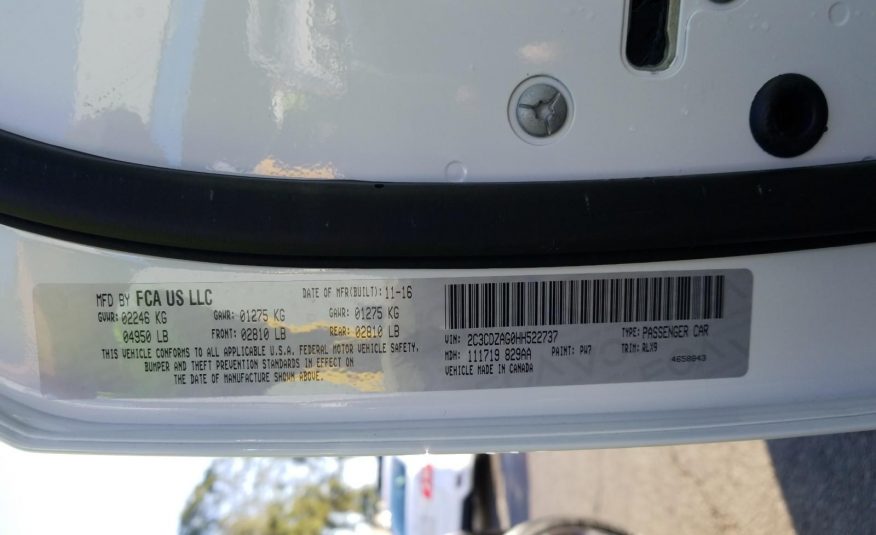 MFD BY FCA US LLC DATE OF MFR(BUILT): 11-16
GVWR: 02246 KG GAWR: 01275 KG GAWR: 01275 KG
04950 LB FRONT: 02810 LB REAR: 02810 LB
THIS VEHICLE CONFORMS TO ALL APPLICABLE U.S.A. FEDERAL MOTOR VEHICLE SAFETY,
BUMPER AND THEFT PREVENTION STANDARDS IN EFFECT ON
THE DATE OF MANUFACTURE SHOWN ABOVE.
VIN: 2C3CDZAG0HH522737 TYPE: PASSENGER CAR
MDH: 111719 829AA PAINT: PW7 TRIM: RLX9
VEHICLE MADE IN CANADA 4658043